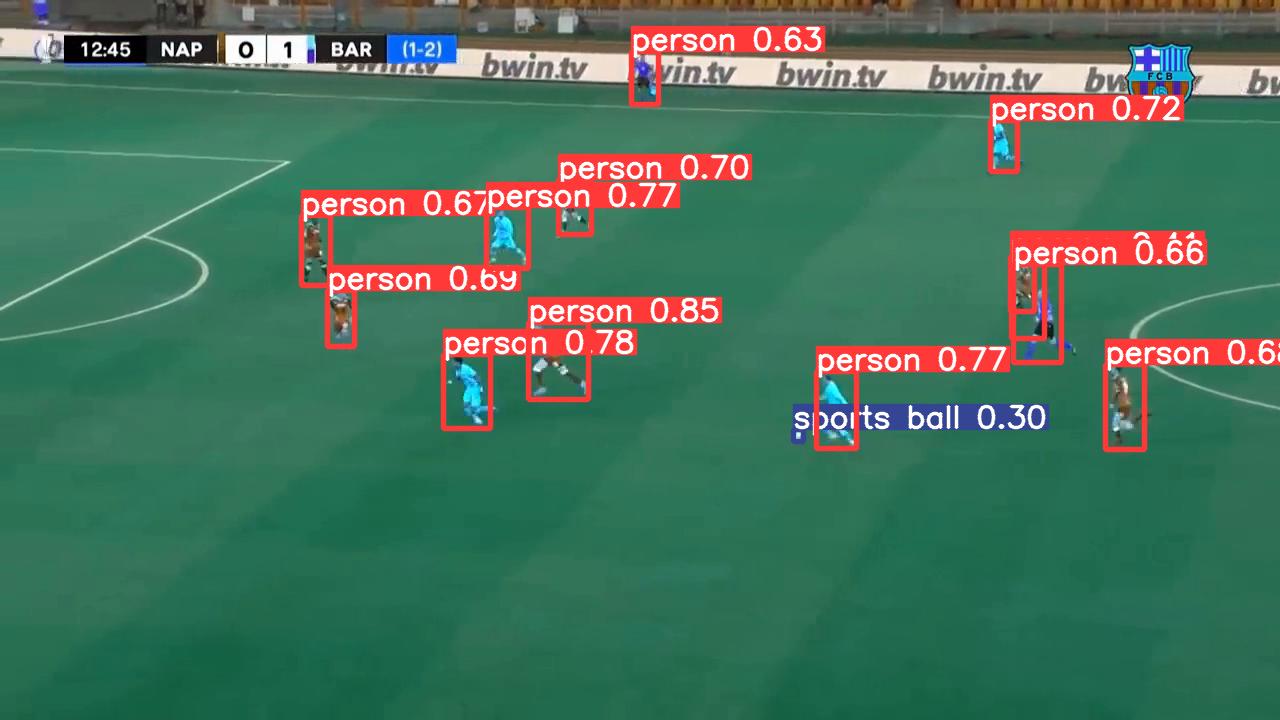 12:45 NAP 0 1 BAR (1-2)
person 0.63
bwin.tv bwin.tv bwin.tv bwin.tv
FCB
person 0.72
person 0.70
person 0.67
person 0.77
person 0.66
person 0.69
person 0.85
person 0.78
person 0.77
person 0.68
sports ball 0.30